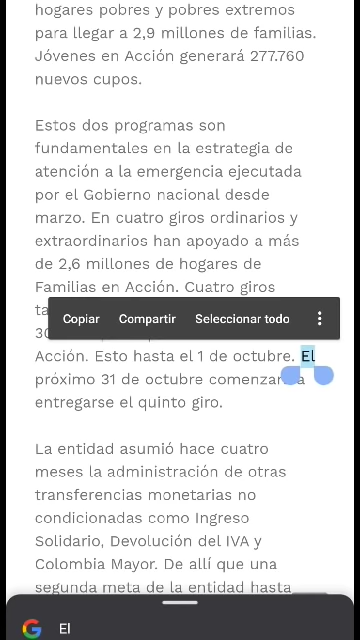 hogares pobres y pobres extremos
para llegar a 2,9 millones de familias.
Jóvenes en Acción generará 277.760
nuevos cupos.
Estos dos programas son
fundamentales en la estrategia de
atención a la emergencia ejecutada
por el Gobierno nacional desde
marzo. En cuatro giros ordinarios y
extraordinarios han apoyado a más
de 2,6 millones de hogares de
Familias en Acción. Cuatro giros
Copiar Compartir Seleccionar todo
Acción. Esto hasta el 1 de octubre. El
próximo 31 de octubre a
entregarse el quinto giro.
La entidad asumió hace cuatro
meses la administración de otras
transferencias monetarias no
condicionadas como Ingreso
Solidario, Devolución del IVA y
Colombia Mayor. De allí que una
segunda meta de la entidad hasta
El